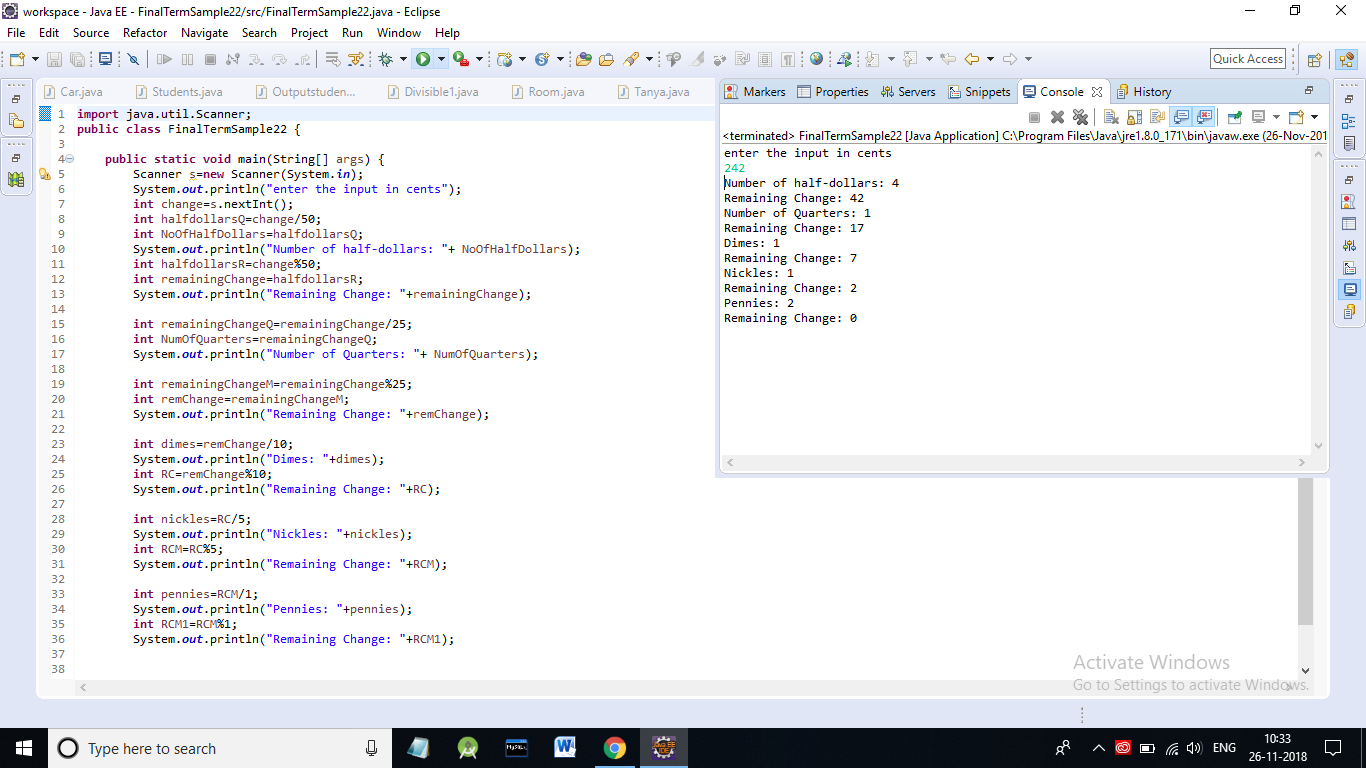 workspace - Java EE - FinalTermSample22/src/FinalTermSample22.java - Eclipse
File Edit Source Refactor Navigate Search Project Run Window Help
Quick Access
Car.java Students.java Outputstuden... Divisible1.java Room.java Tanya.java
1 import java.util.Scanner;
2 public class FinalTermSample22 {
3
4 public static void main(String[] args) {
5 Scanner s=new Scanner(System.in);
6 System.out.println("enter the input in cents");
7 int change=s.nextInt();
8 int halfdollarsQ=change/50;
9 int NoOfHalfDollars=halfdollarsQ;
10 System.out.println("Number of half-dollars: "+ NoOfHalfDollars);
11 int halfdollarsR=change%50;
12 int remainingChange=halfdollarsR;
13 System.out.println("Remaining Change: "+remainingChange);
14
15 int remainingChangeQ=remainingChange/25;
16 int NumOfQuarters=remainingChangeQ;
17 System.out.println("Number of Quarters: "+ NumOfQuarters);
18
19 int remainingChangeM=remainingChange%25;
20 int remChange=remainingChangeM;
21 System.out.println("Remaining Change: "+remChange);
22
23 int dimes=remChange/10;
24 System.out.println("Dimes: "+dimes);
25 int RC=remChange%10;
26 System.out.println("Remaining Change: "+RC);
27
28 int nickles=RC/5;
29 System.out.println("Nickles: "+nickles);
30 int RCM=RC%5;
31 System.out.println("Remaining Change: "+RCM);
32
33 int pennies=RCM/1;
34 System.out.println("Pennies: "+pennies);
35 int RCM1=RCM%1;
36 System.out.println("Remaining Change: "+RCM1);
37
38
Markers Properties Servers Snippets Console History
<terminated> FinalTermSample22 [Java Application] C:\Program Files\Java\jre1.8.0_171\bin\javaw.exe (26-Nov-201
enter the input in cents
242
Number of half-dollars: 4
Remaining Change: 42
Number of Quarters: 1
Remaining Change: 17
Dimes: 1
Remaining Change: 7
Nickles: 1
Remaining Change: 2
Pennies: 2
Remaining Change: 0
Activate Windows
Go to Settings to activate Windows.
Type here to search
ENG
10:33
26-11-2018